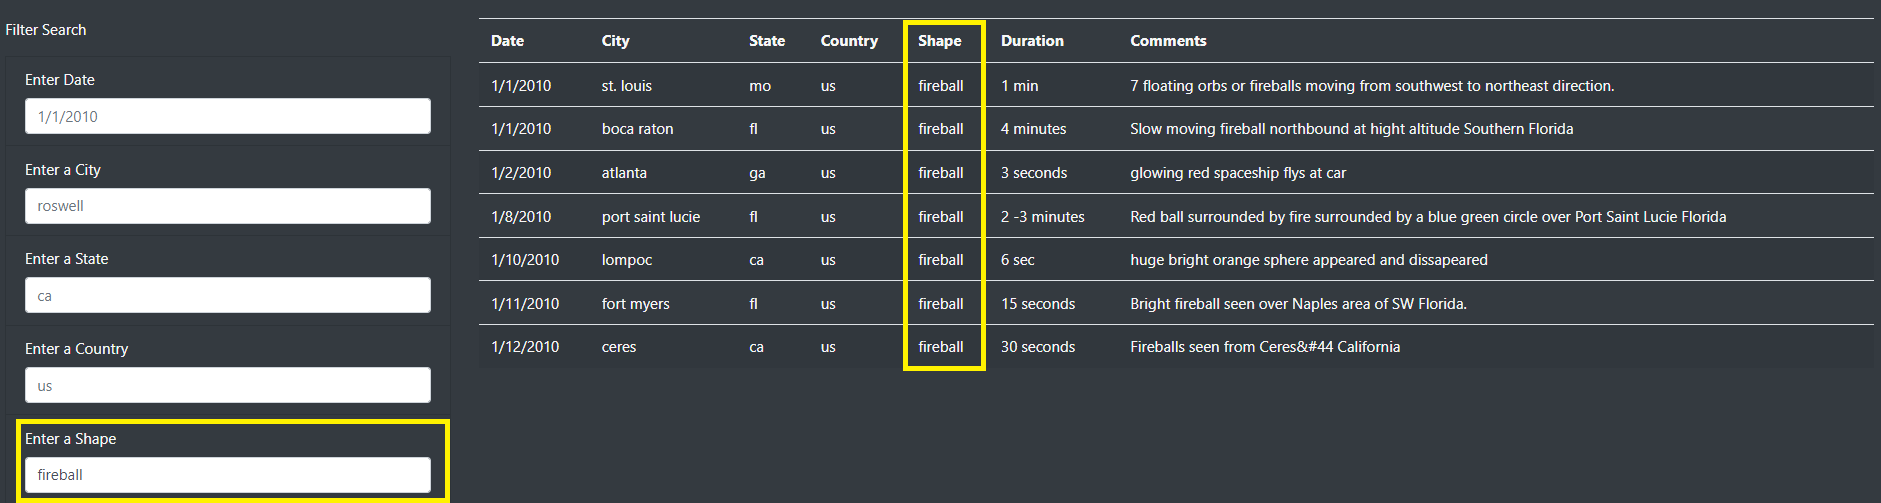 Filter Search
Enter Date
1/1/2010
Enter a City
roswell
Enter a State
ca
Enter a Country
us
Enter a Shape
fireball
Date City State Country Shape Duration Comments
1/1/2010 st. louis mo us fireball 1 min 7 floating orbs or fireballs moving from southwest to northeast direction.
1/1/2010 boca raton fl us fireball 4 minutes Slow moving fireball northbound at hight altitude Southern Florida
1/2/2010 atlanta ga us fireball 3 seconds glowing red spaceship flys at car
1/8/2010 port saint lucie fl us fireball 2 -3 minutes Red ball surrounded by fire surrounded by a blue green circle over Port Saint Lucie Florida
1/10/2010 lompoc ca us fireball 6 sec huge bright orange sphere appeared and dissapeared
1/11/2010 fort myers fl us fireball 15 seconds Bright fireball seen over Naples area of SW Florida.
1/12/2010 ceres ca us fireball 30 seconds Fireballs seen from Ceres&#44 California